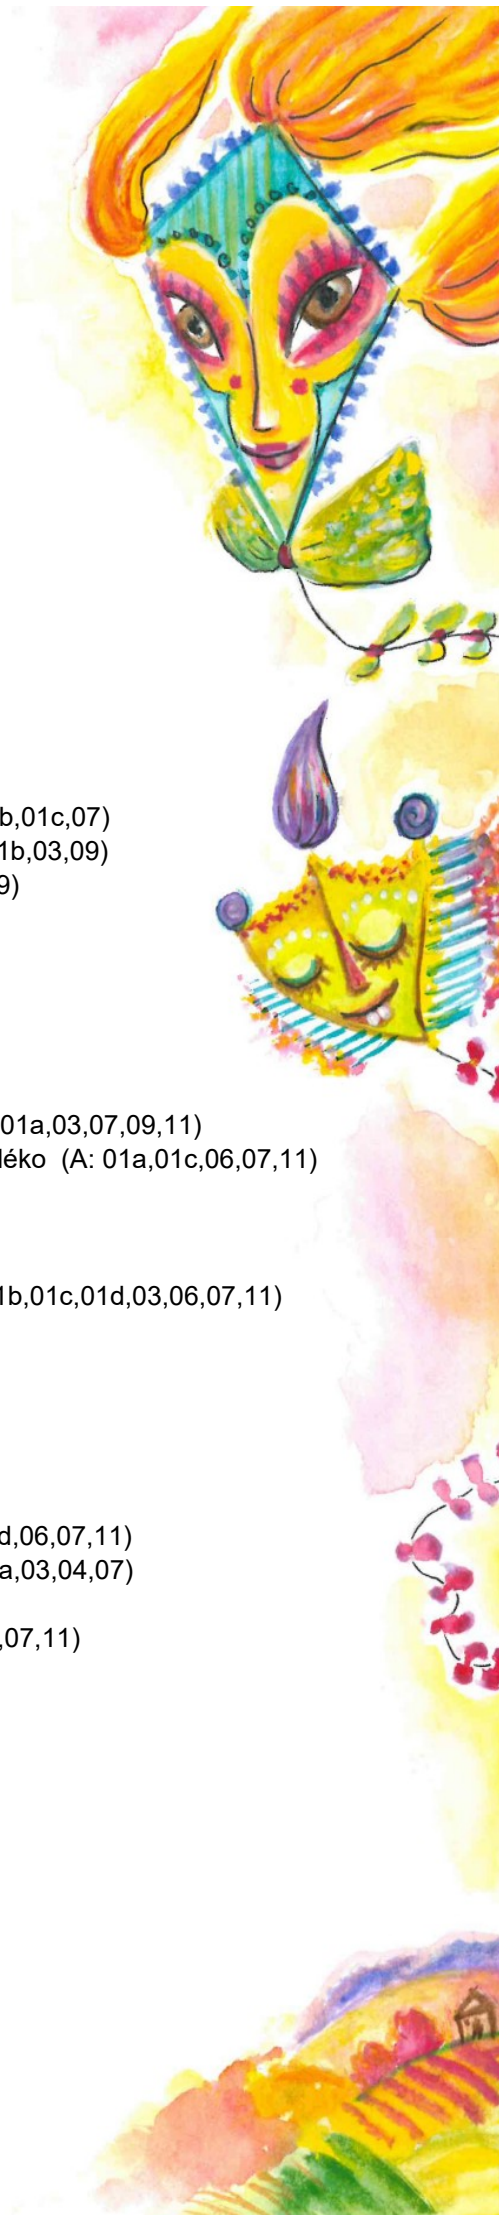 b,01c,07)
1b,03,09)
9)
01a,03,07,09,11)
léko (A: 01a,01c,06,07,11)
1b,01c,01d,03,06,07,11)
d,06,07,11)
a,03,04,07)
,07,11)